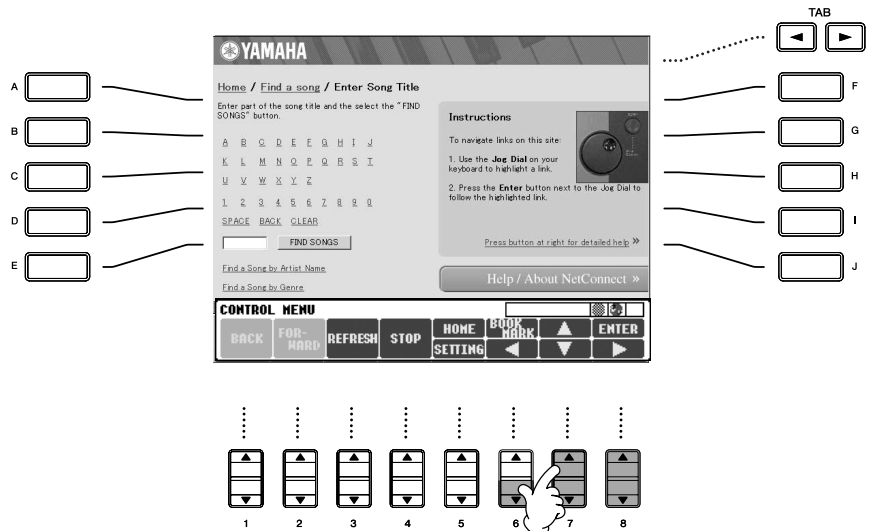 TAB
YAMAHA
Home / Find a song / Enter Song Title
Enter part of the song title and the select the "FIND
SONGS" button.
A B C D E F G H I J
K L M N O P Q R S T
U V W X Y Z
1 2 3 4 5 6 7 8 9 0
SPACE BACK CLEAR
FIND SONGS
Find a Song by Artist Name
Find a Song by Genre
Instructions
To navigate links on this site:
1. Use the Jog Dial on your
keyboard to highlight a link.
2. Press the Enter button next to the Jog Dial to
follow the highlighted link.
Press button at right for detailed help »
Help / About NetConnect »
CONTROL MENU
BACK
FOR-
WARD
REFRESH
STOP
HOME
SETTING
BOOK
MARK
ENTER
A
B
C
D
E
F
G
H
I
J
1 2 3 4 5 6 7 8